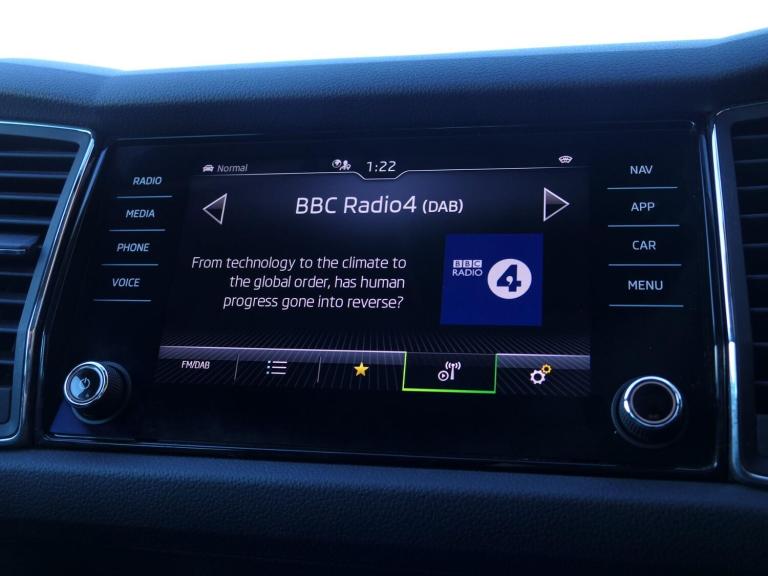 Normal
1:22
BBC Radio4 (DAB)
From technology to the climate to
the global order, has human
progress gone into reverse?
BBC
RADIO
4
FM/DAB
RADIO
MEDIA
PHONE
VOICE
NAV
APP
CAR
MENU